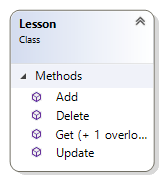 Lesson
Class
Methods
Add
Delete
Get (+ 1 overlo...
Update